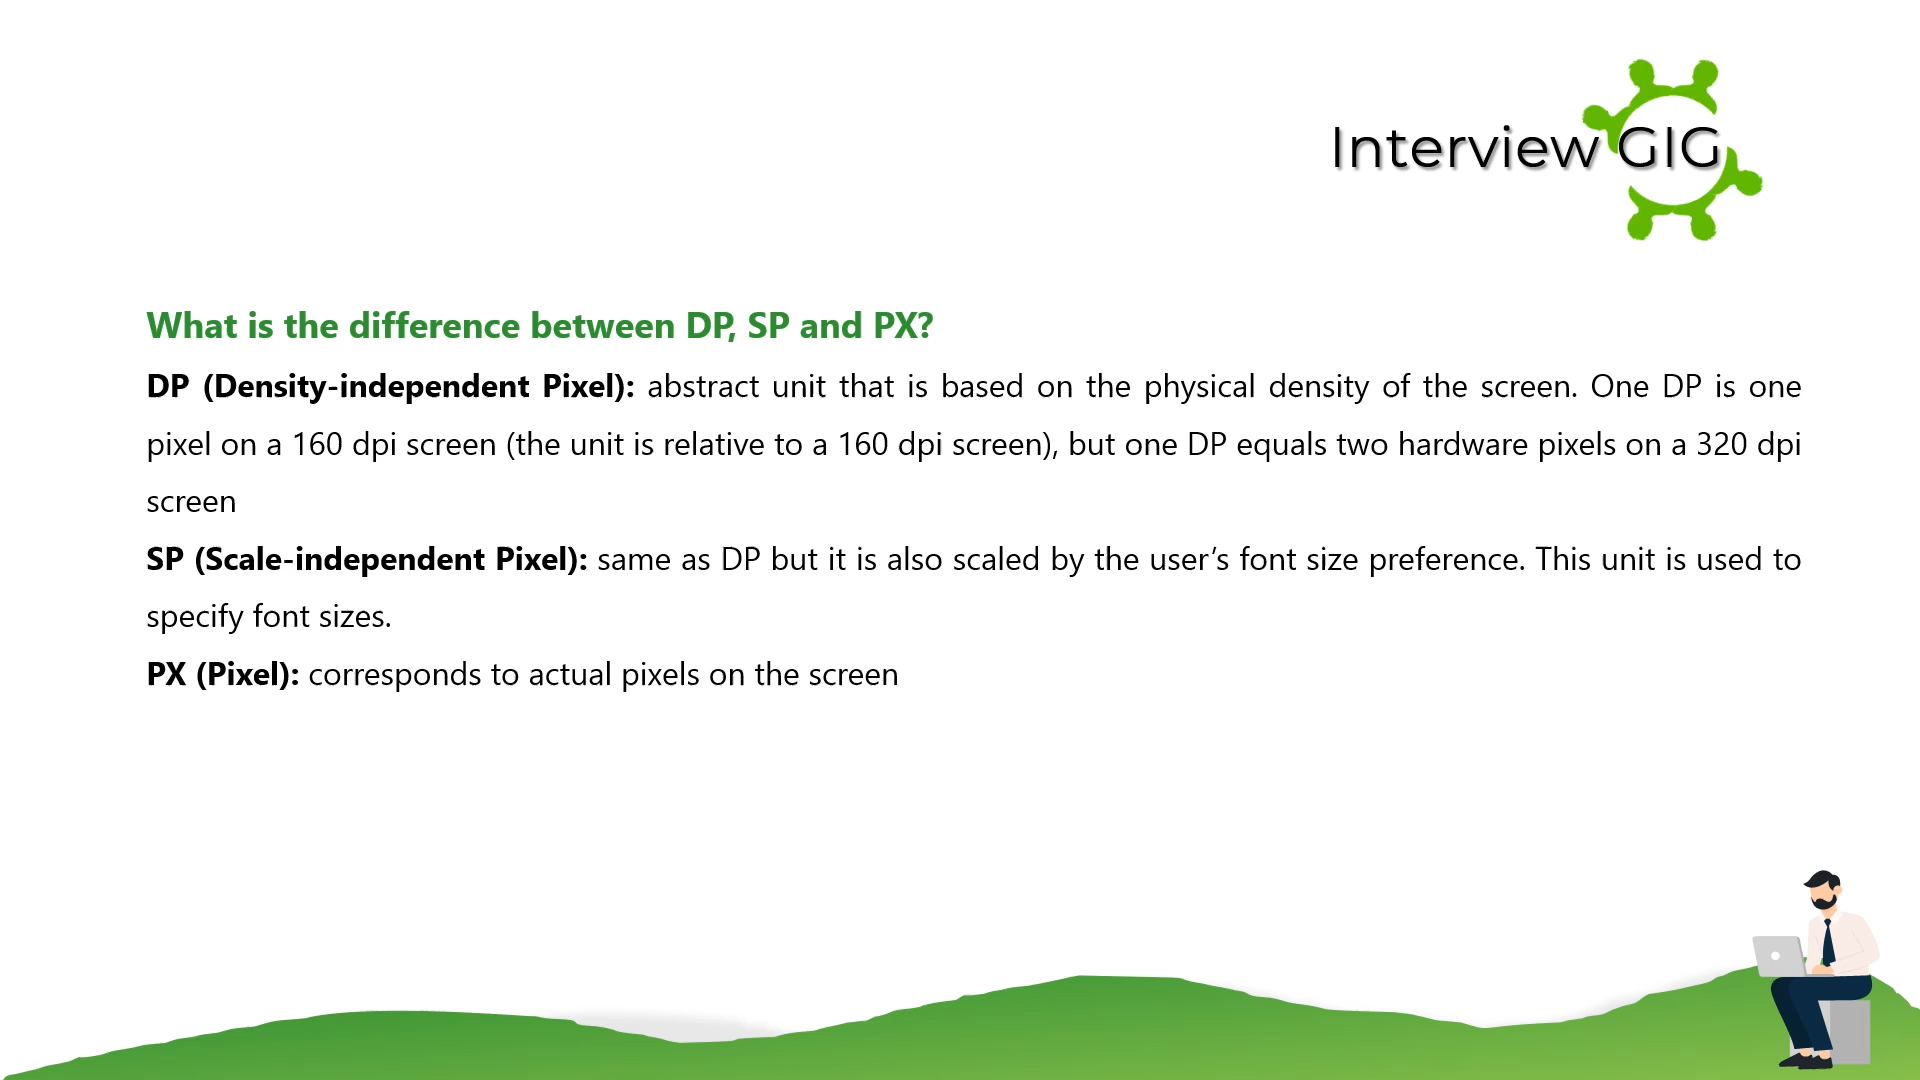 Interview GIG
What is the difference between DP, SP and PX?
DP (Density-independent Pixel): abstract unit that is based on the physical density of the screen. One DP is one
pixel on a 160 dpi screen (the unit is relative to a 160 dpi screen), but one DP equals two hardware pixels on a 320 dpi
screen
SP (Scale-independent Pixel): same as DP but it is also scaled by the user’s font size preference. This unit is used to
specify font sizes.
PX (Pixel): corresponds to actual pixels on the screen